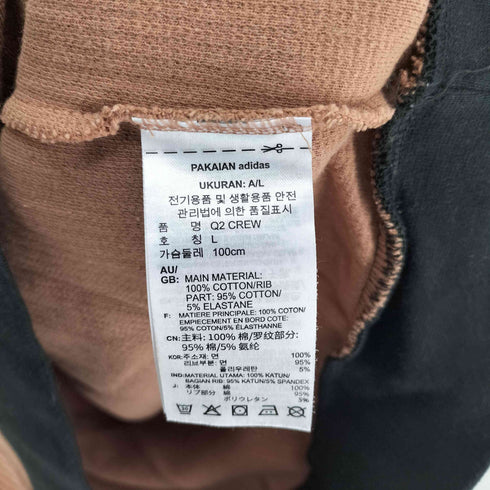 PAKAIAN adidas
UKURAN: A/L
전기용품 및 생활용품 안전
관리법에 의한 품질표시
품 명 Q2 CREW
호 칭 L
가슴둘레 100cm
AU/
GB: MAIN MATERIAL:
100% COTTON/RIB
PART: 95% COTTON/
5% ELASTANE
F: MATIERE PRINCIPALE: 100% COTON/
EMPIECEMENT EN BORD COTE:
95% COTON/5% ELASTHANNE
CN: 主料: 100% 棉/罗纹部分:
95% 棉/5% 氨纶
KOR: 주소재: 면 100%
리브부분: 면 95%
폴리우레탄 5%
IND: MATERIAL UTAMA: 100% KATUN/
BAGIAN RIB: 95% KATUN/5% SPANDEX
J: 本体 綿 100%
リブ部分 綿 95%
ポリウレタン 5%